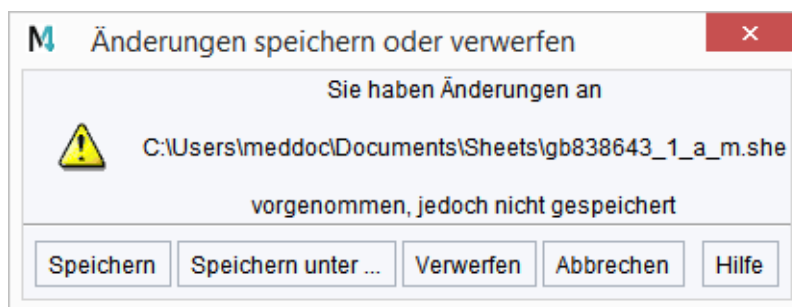 Änderungen speichern oder verwerfen
Sie haben Änderungen an
C:\Users\meddoc\Documents\Sheets\gb838643_1_a_m.she
vorgenommen, jedoch nicht gespeichert
Speichern Speichern unter ... Verwerfen Abbrechen Hilfe